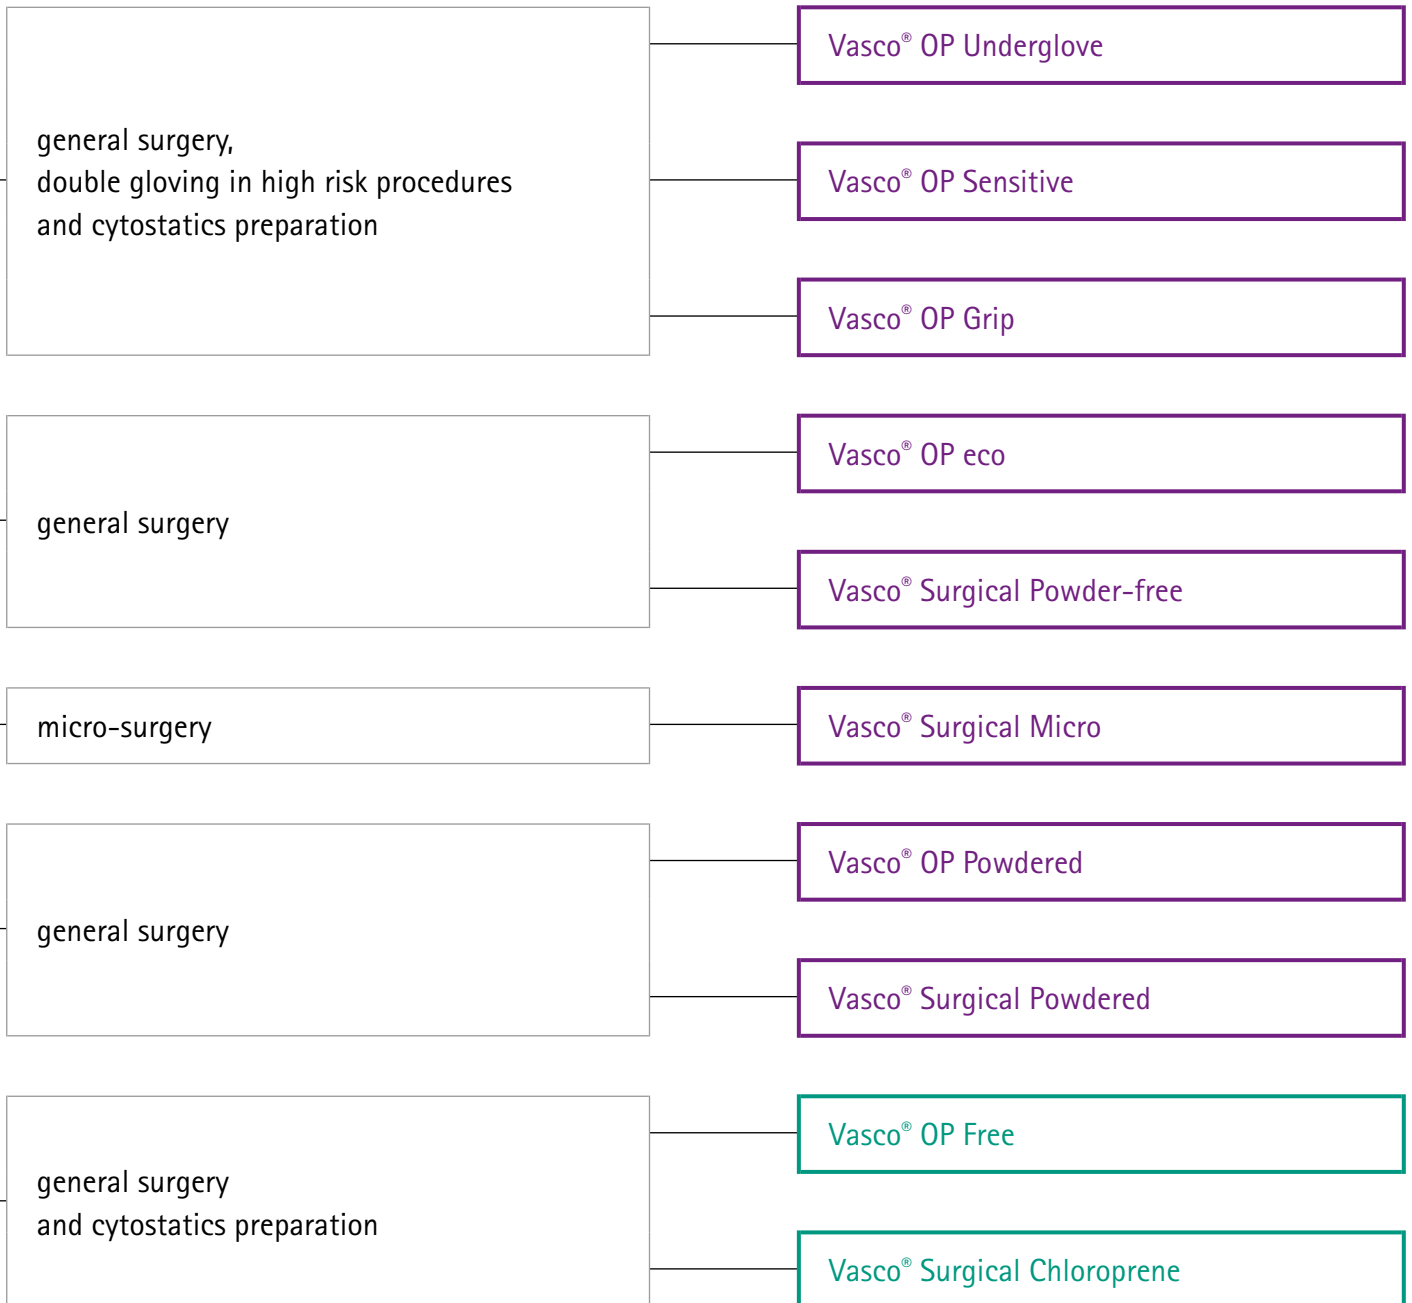 general surgery,
double gloving in high risk procedures
and cytostatics preparation
Vasco® OP Underglove
Vasco® OP Sensitive
Vasco® OP Grip
general surgery
Vasco® OP eco
Vasco® Surgical Powder-free
micro-surgery
Vasco® Surgical Micro
general surgery
Vasco® OP Powdered
Vasco® Surgical Powdered
general surgery
and cytostatics preparation
Vasco® OP Free
Vasco® Surgical Chloroprene